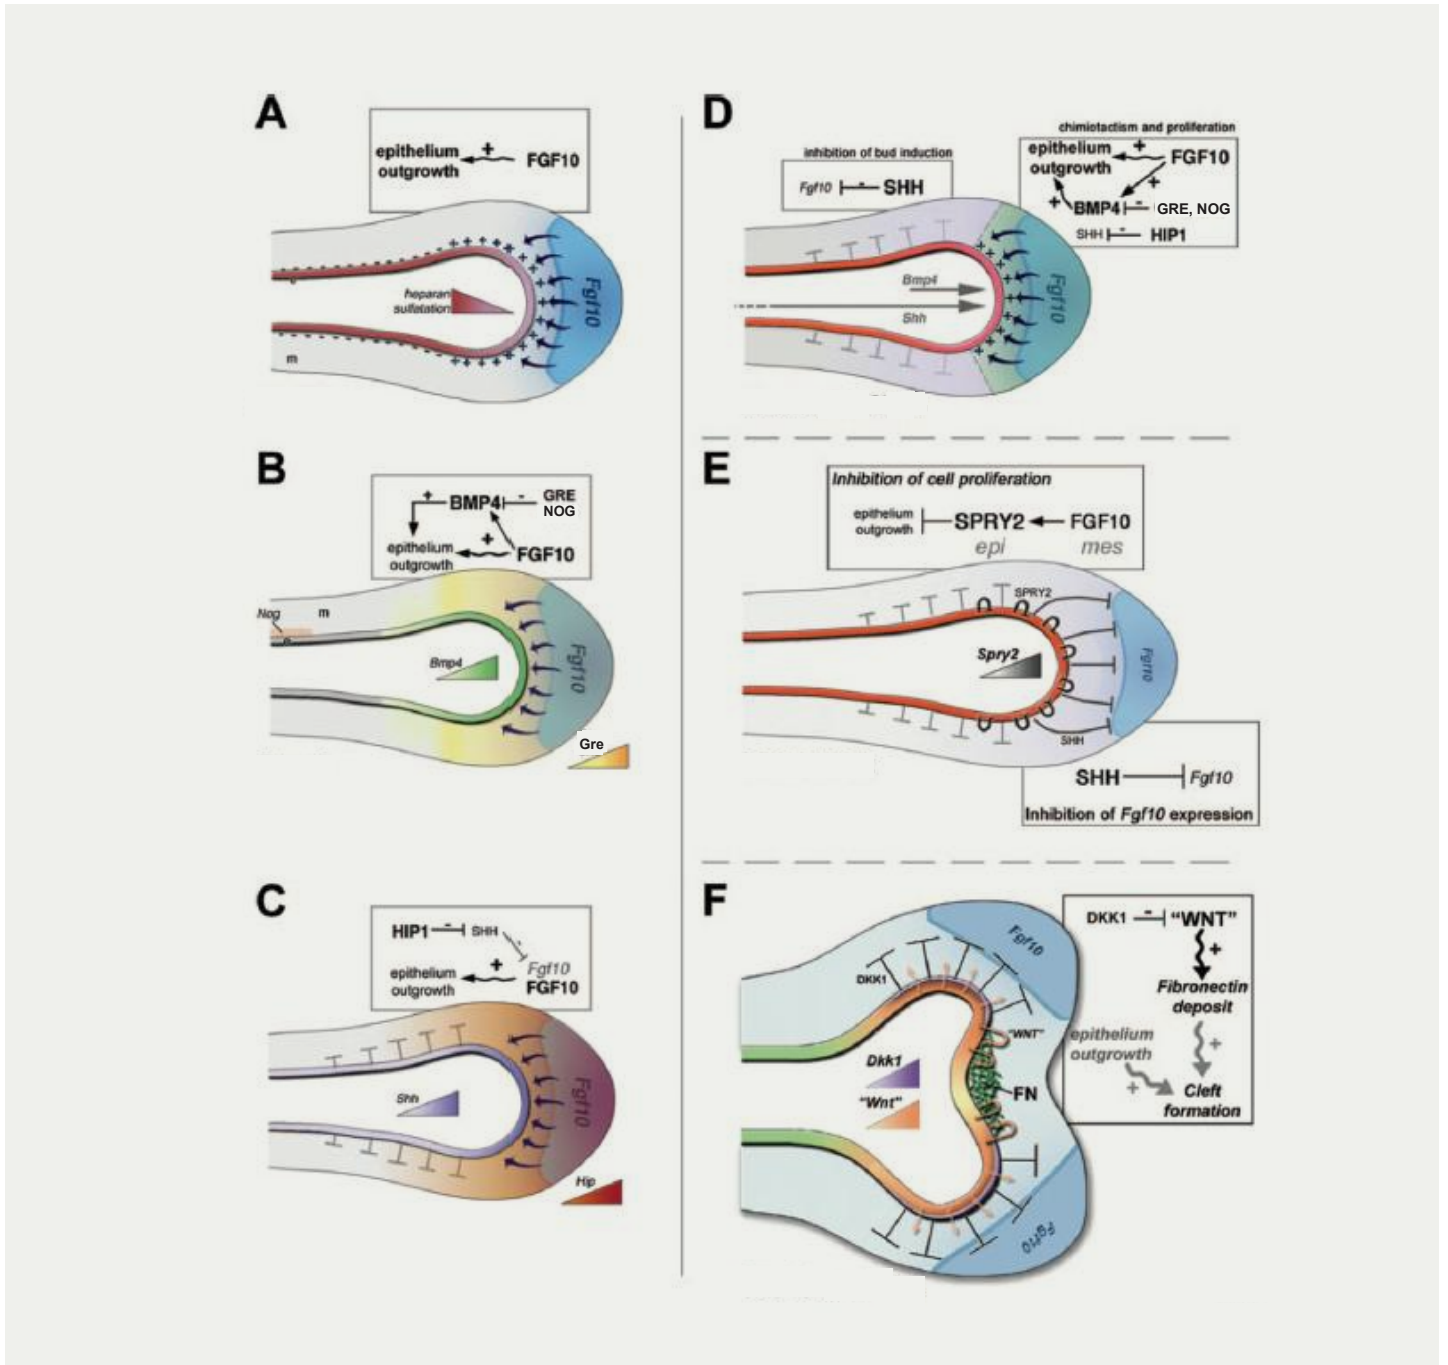 A
epithelium
outgrowth
+
FGF10
heparan
sulfatation
Fgf10
e
m
B
+
BMP4
-
GRE
NOG
epithelium
outgrowth
+
FGF10
Nog
m
e
Bmp4
Fgf10
Gre
C
HIP1
-
SHH
-
epithelium
outgrowth
+
Fgf10
FGF10
Shh
Fgf10
Hip
D
inhibition of bud induction
Fgf10
-
SHH
chimiotactism and proliferation
epithelium
outgrowth
+
FGF10
+
+
BMP4
-
GRE, NOG
SHH
-
HIP1
Bmp4
Shh
Fgf10
E
Inhibition of cell proliferation
epithelium
outgrowth
SPRY2
FGF10
epi
mes
SPRY2
Spry2
Fgf10
SHH
SHH
Fgf10
Inhibition of Fgf10 expression
F
Fgf10
DKK1
"WNT"
Dkk1
"Wnt"
FN
Fgf10
DKK1
-
"WNT"
+
Fibronectin
deposit
epithelium
outgrowth
+
+
Cleft
formation